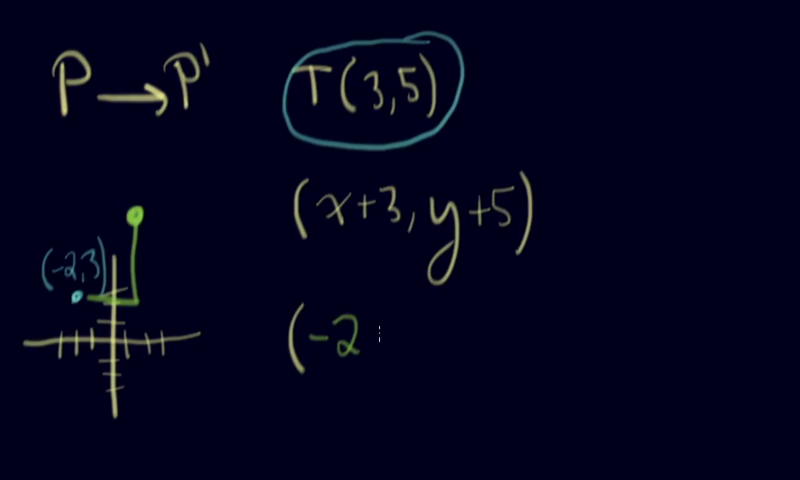 P → P' T(3,5)
(x+3, y+5)
(-2,3)
(-2